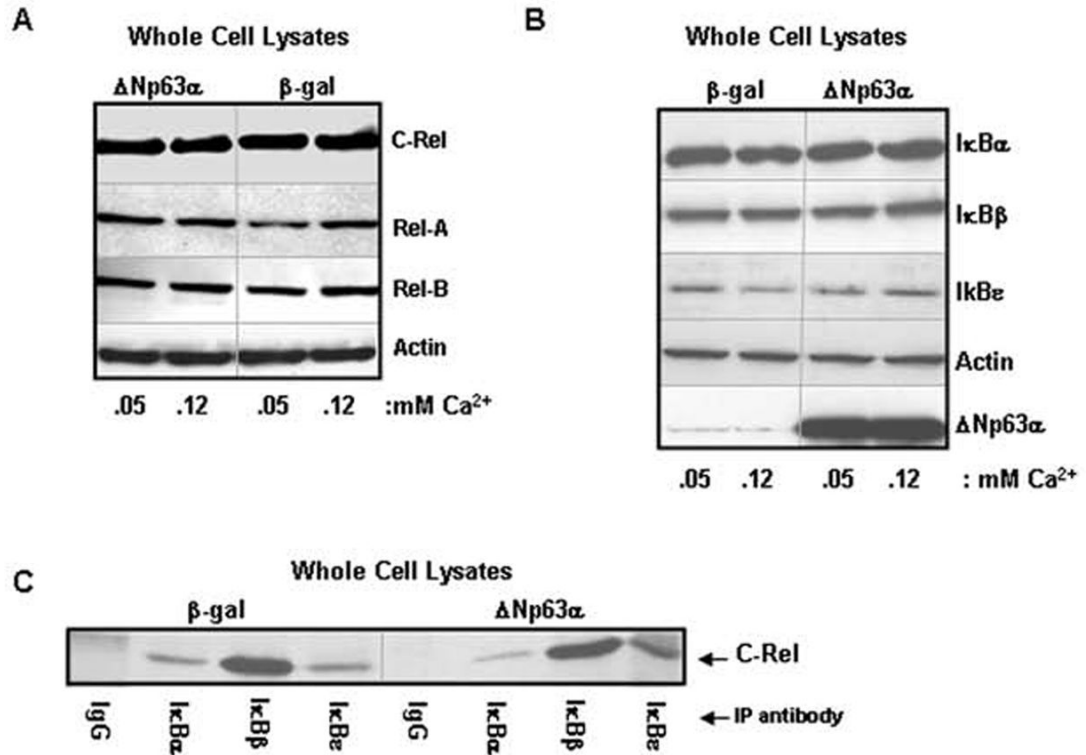 A
Whole Cell Lysates
ΔNp63α β-gal
C-Rel
Rel-A
Rel-B
Actin
.05 .12 .05 .12 :mM Ca²⁺
B
Whole Cell Lysates
β-gal ΔNp63α
IκBα
IκBβ
IkBε
Actin
ΔNp63α
.05 .12 .05 .12 : mM Ca²⁺
C
Whole Cell Lysates
β-gal ΔNp63α
C-Rel
IgG IκBα IκBβ IκBε IgG IκBα IκBβ IκBε IP antibody